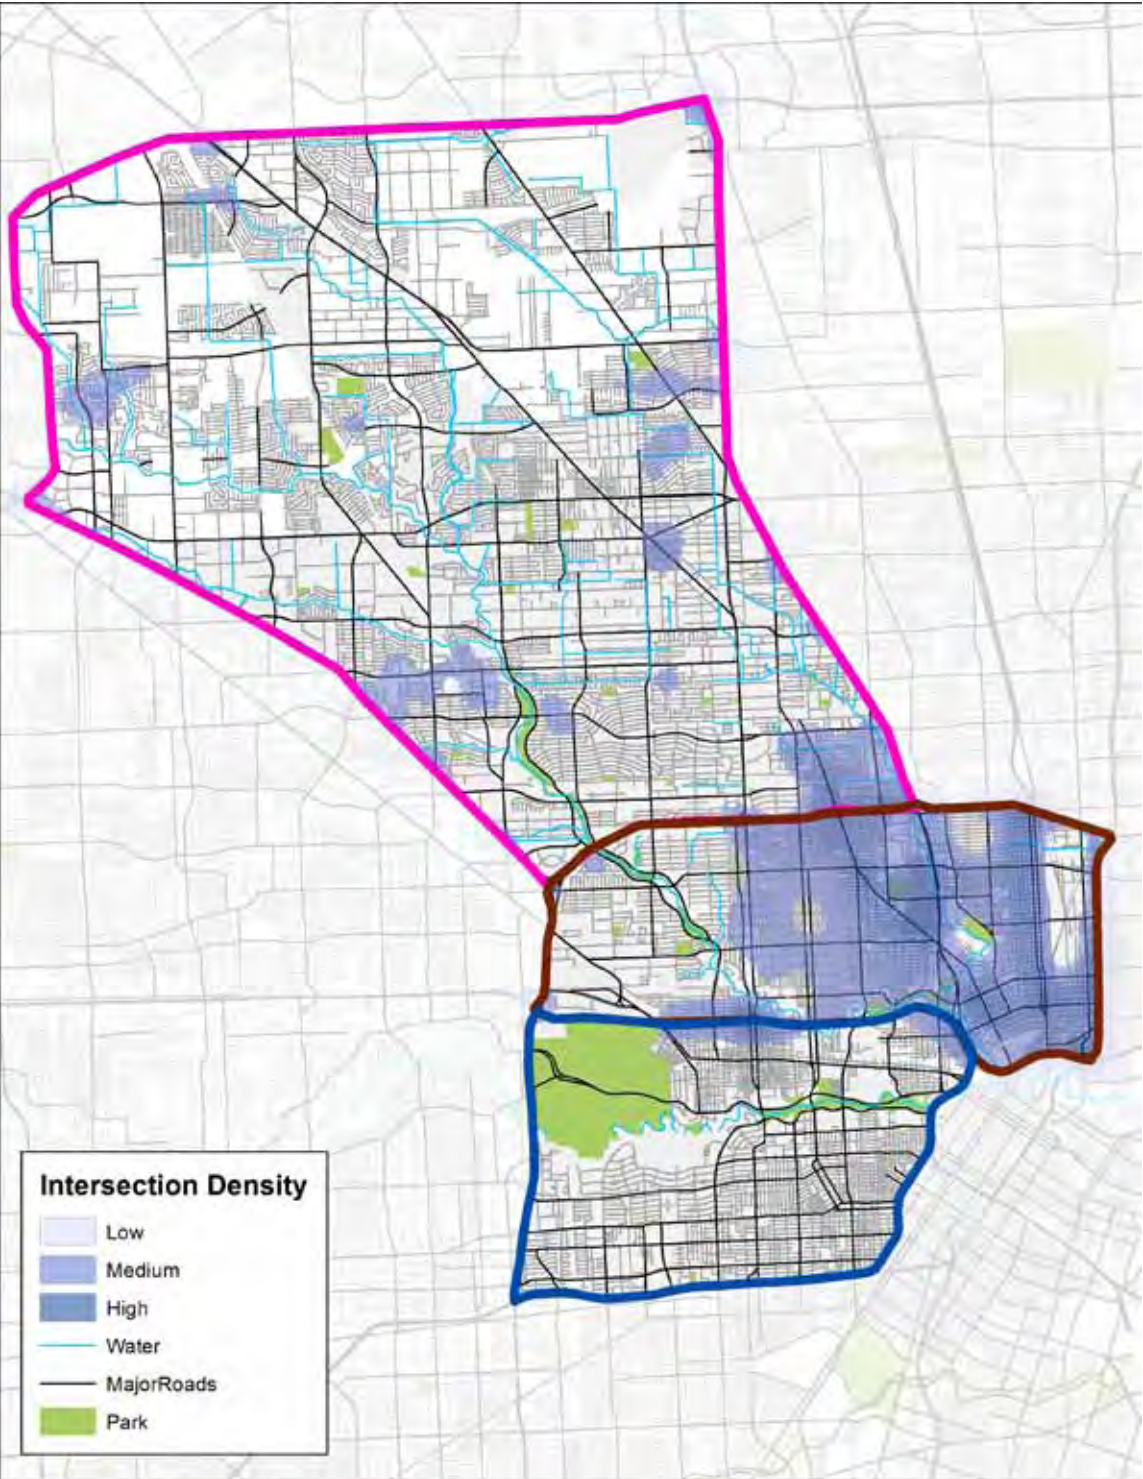 Intersection Density
Low
Medium
High
Water
MajorRoads
Park